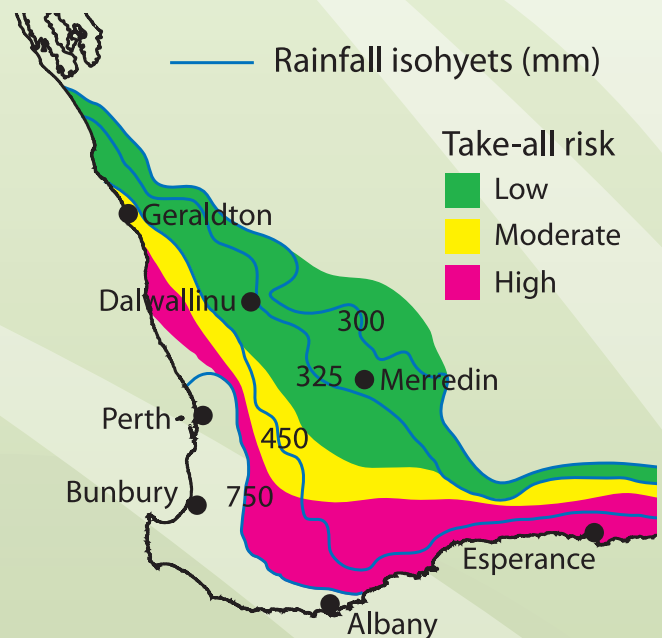 Rainfall isohyets (mm)
Take-all risk
Low
Moderate
High
Geraldton
Dalwallinu
300
325
Merredin
Perth
450
Bunbury
750
Esperance
Albany